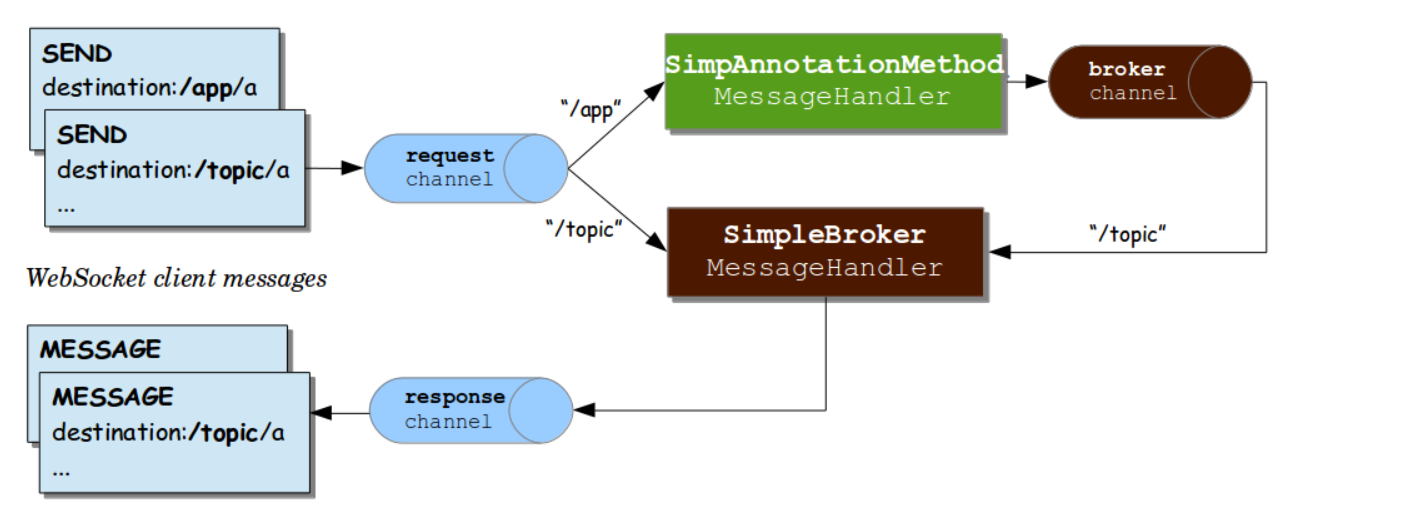 SEND
destination:/app/a
SEND
destination:/topic/a
...
WebSocket client messages
request
channel
"/app"
"/topic"
SimpAnnotationMethod
MessageHandler
broker
channel
SimpleBroker
MessageHandler
"/topic"
MESSAGE
MESSAGE
destination:/topic/a
...
response
channel